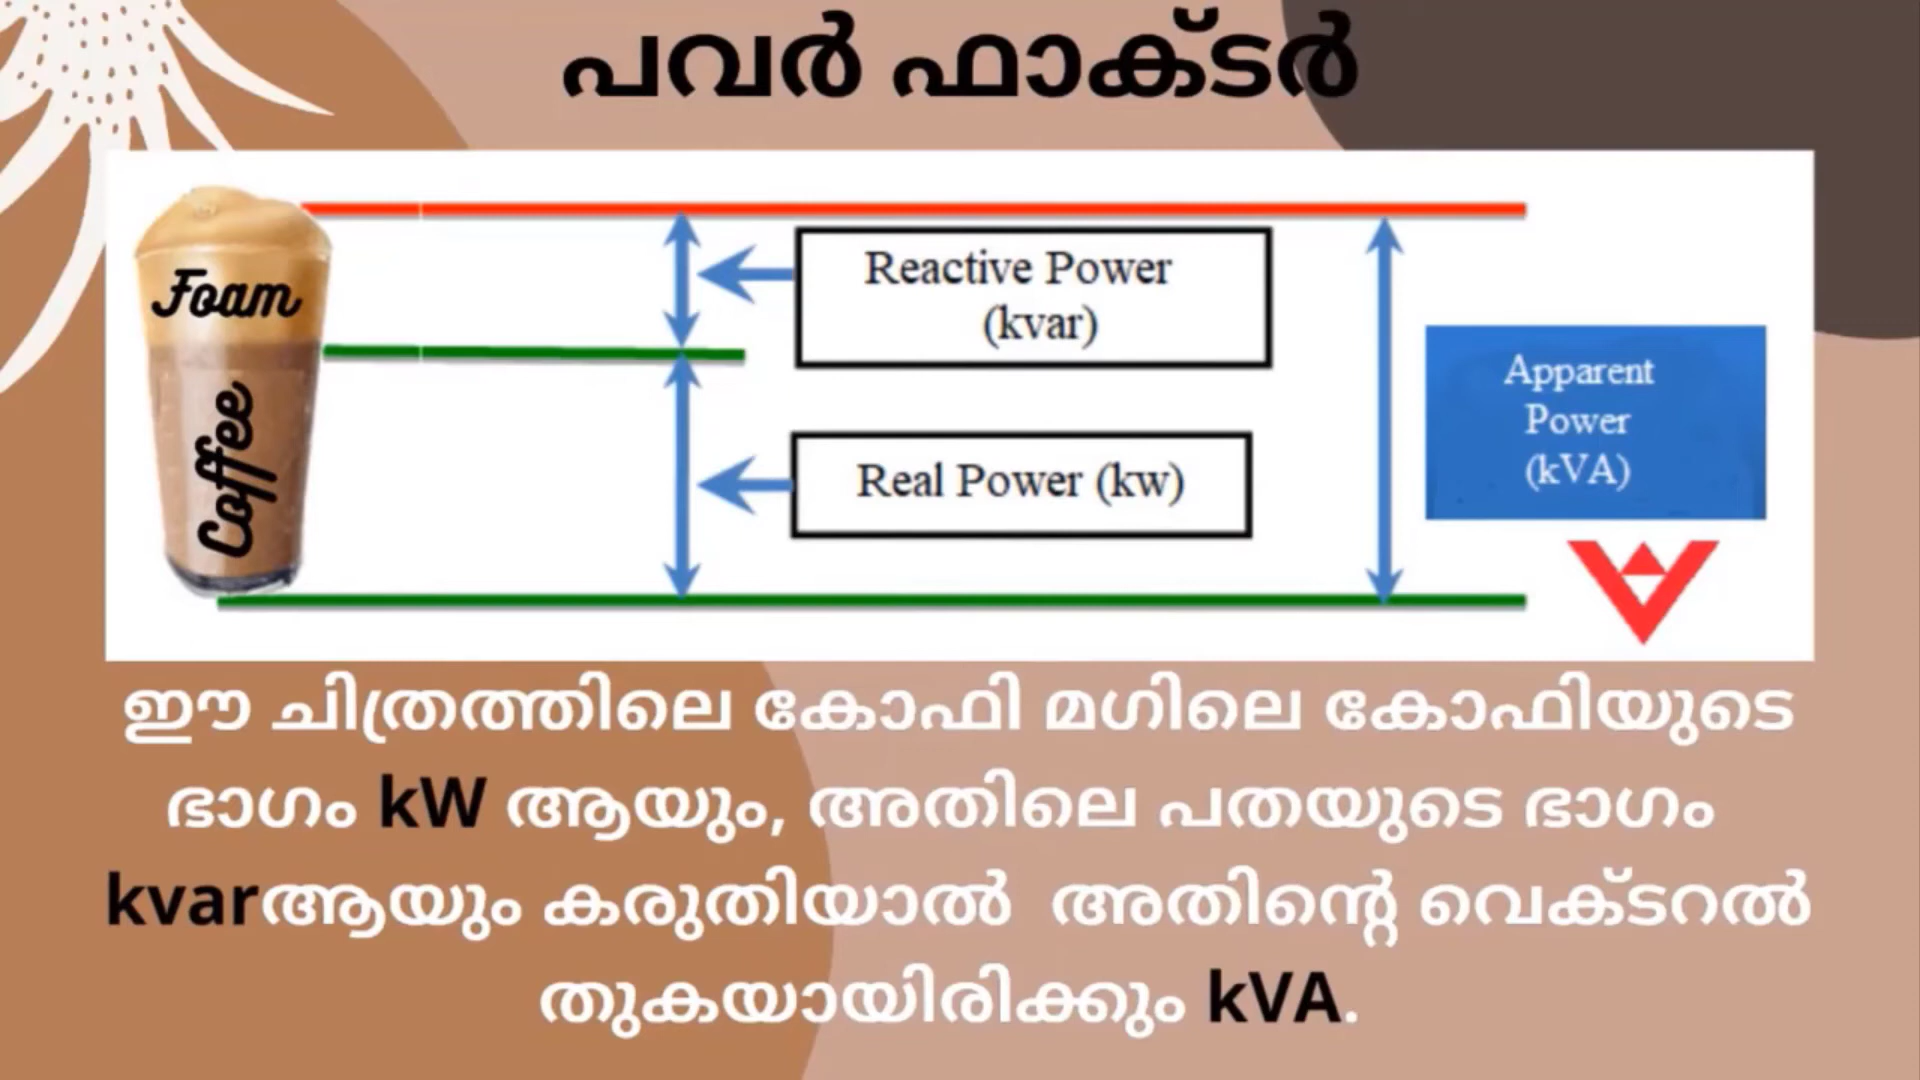 പവർ ഫാക്ടർ
Foam
Coffee
Reactive Power
(kvar)
Real Power (kw)
Apparent
Power
(kVA)
ഈ ചിത്രത്തിലെ കോഫി മഗിലെ കോഫിയുടെ
ഭാഗം kW ആയും, അതിലെ പതയുടെ ഭാഗം
kvarആയും കരുതിയാൽ അതിന്റെ വെക്ടറൽ
തുകയായിരിക്കും kVA.